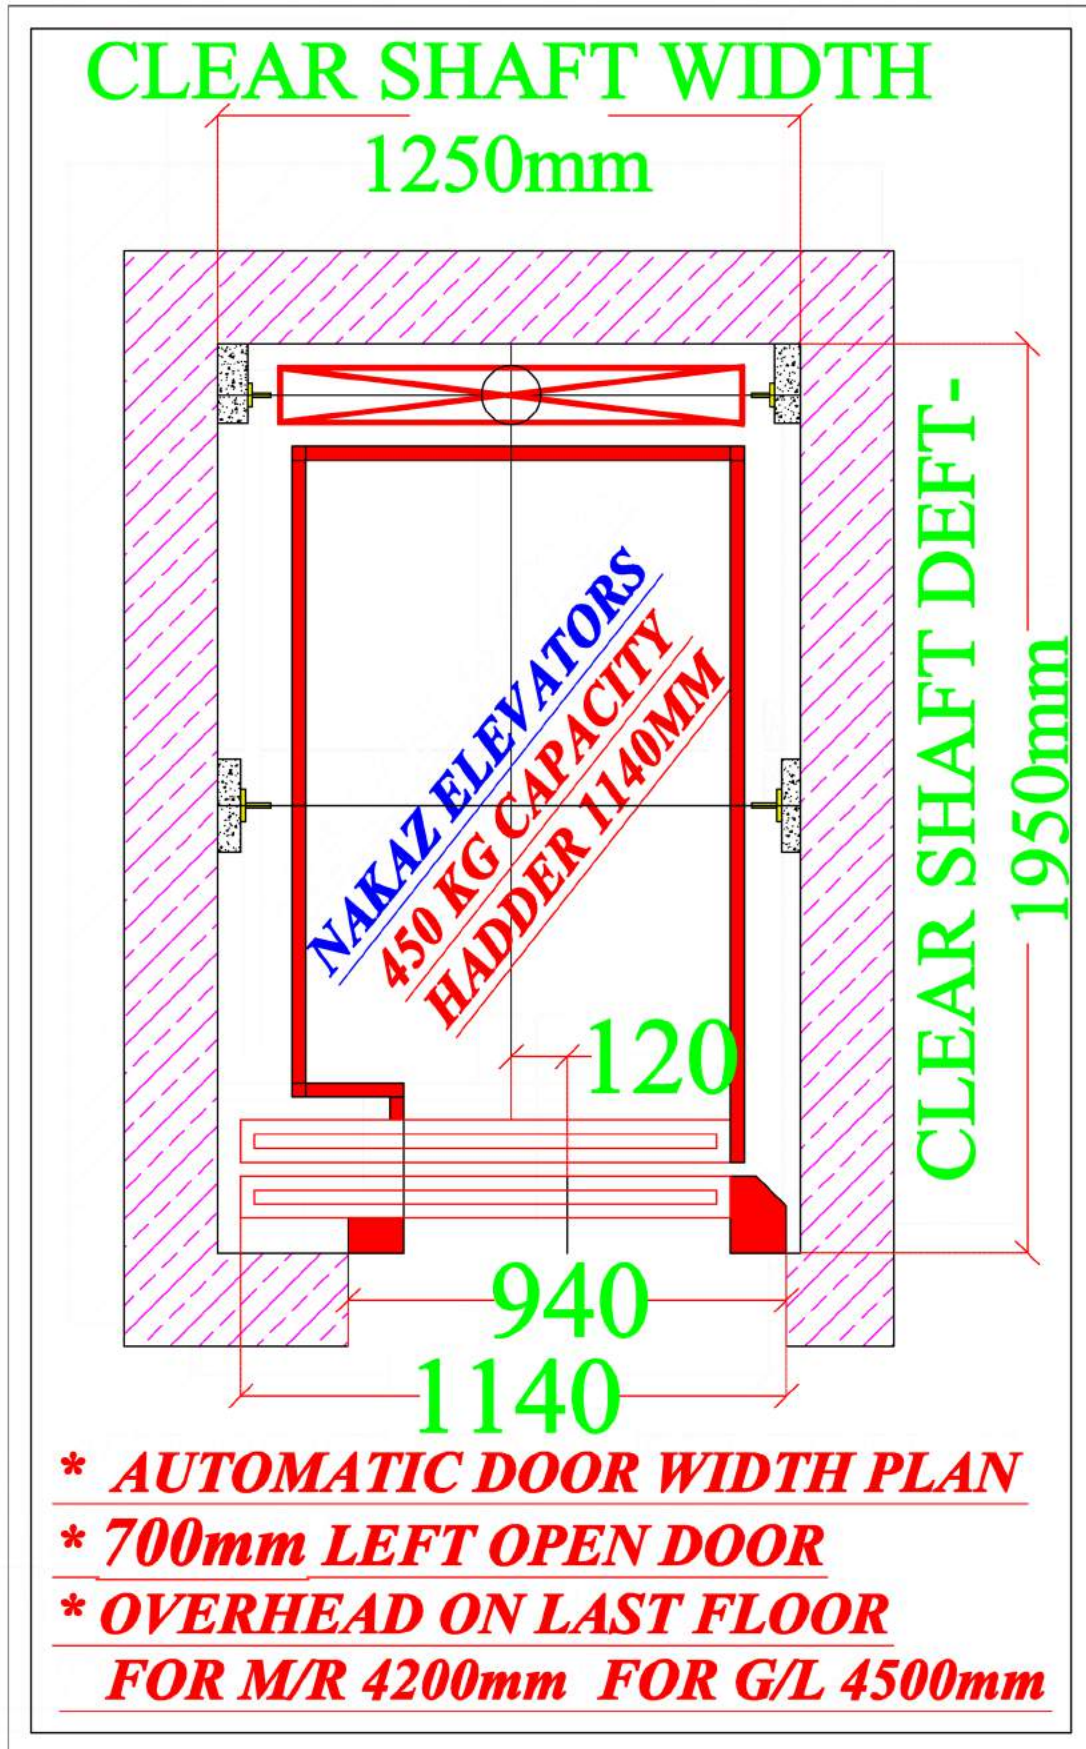 CLEAR SHAFT WIDTH
1250mm
CLEAR SHAFT DEFT-
1950mm
NAKAZ ELEVATORS
450 KG CAPACITY
HADDER 1140MM
120
940
1140
* AUTOMATIC DOOR WIDTH PLAN
* 700mm LEFT OPEN DOOR
* OVERHEAD ON LAST FLOOR
FOR M/R 4200mm FOR G/L 4500mm